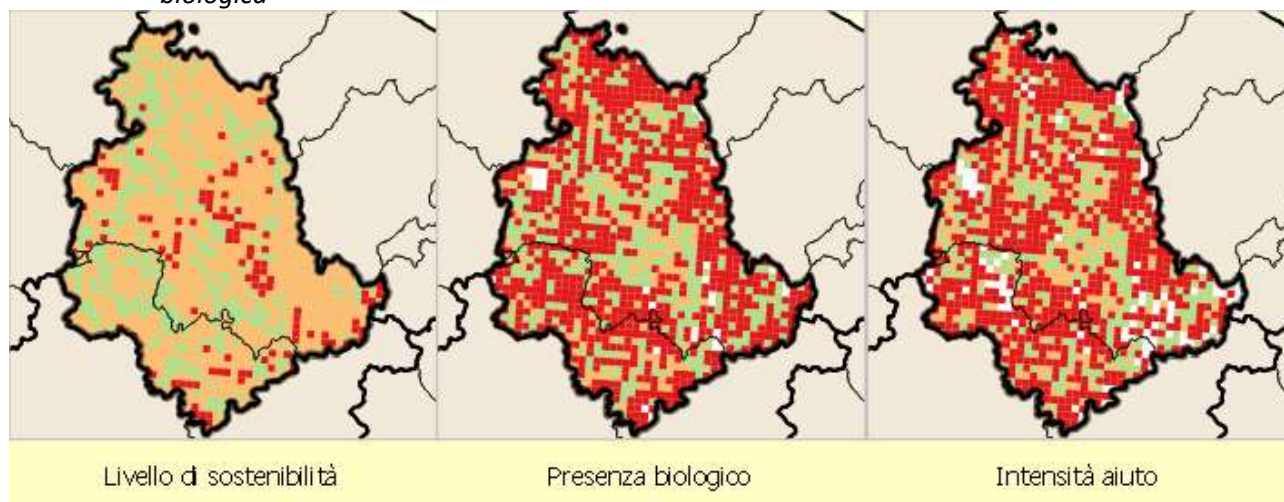 biologica
Livello di sostenibilità
Presenza biologico
Intensità aiuto